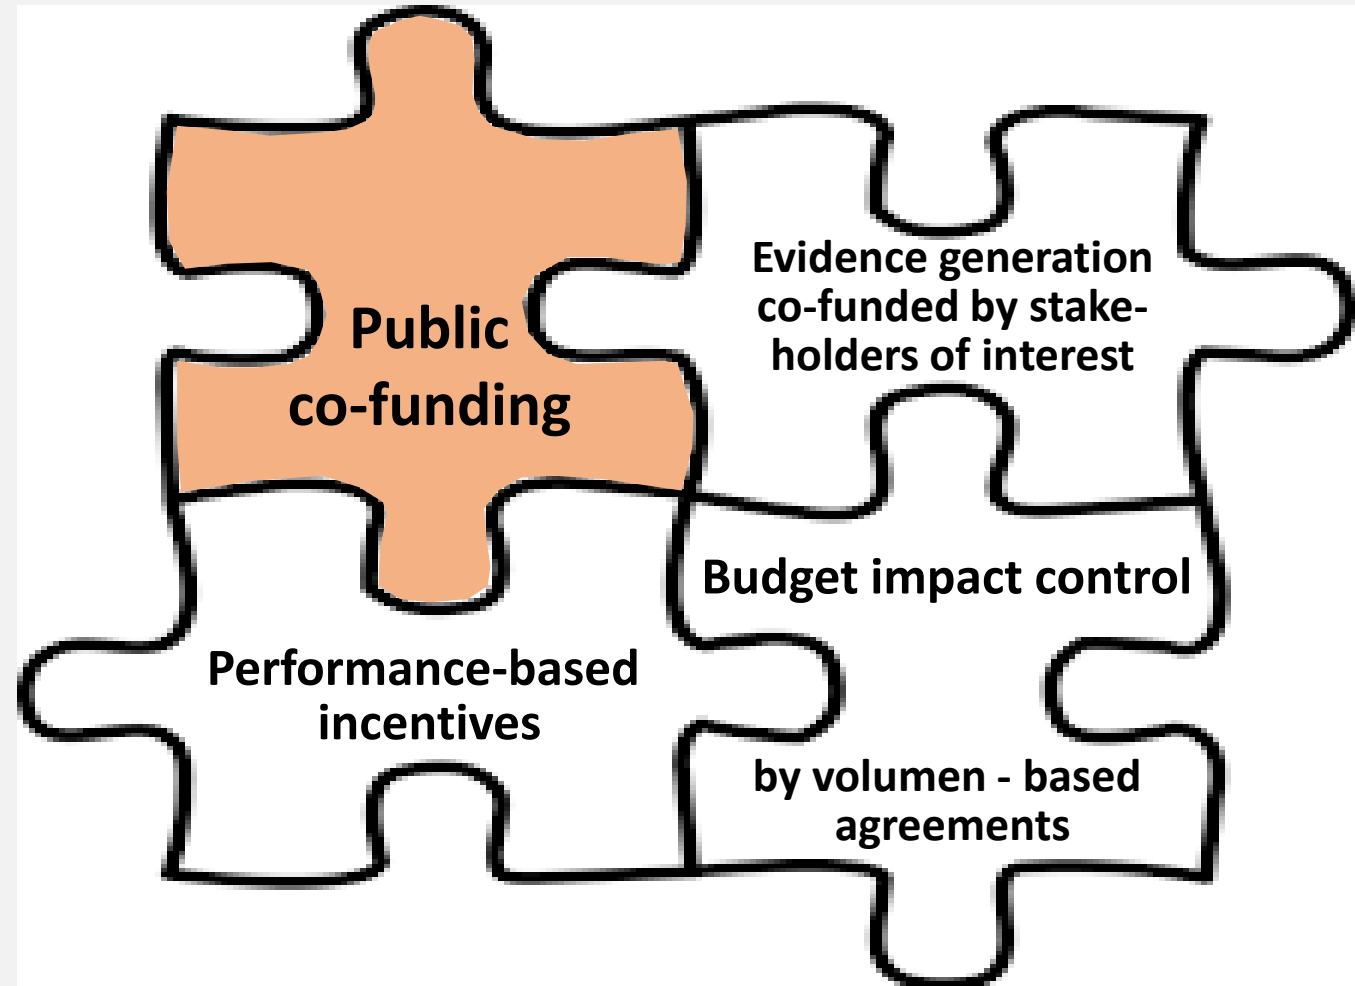 Public
co-funding
Evidence generation
co-funded by stake-
holders of interest
Performance-based
incentives
Budget impact control
by volumen - based
agreements